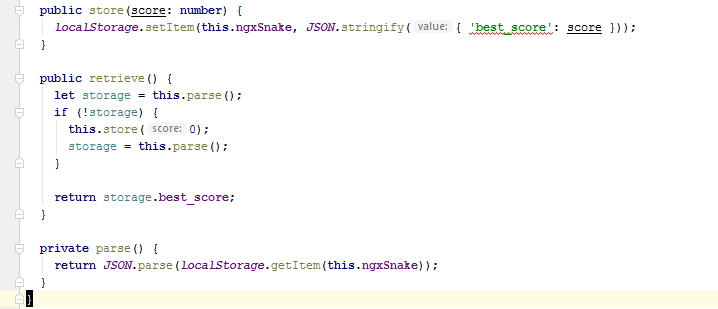 public store(score: number) {
localStorage.setItem(this.ngxSnake, JSON.stringify( value: { 'best_score': score }));
}
public retrieve() {
let storage = this.parse();
if (!storage) {
this.store( score: 0);
storage = this.parse();
}
return storage.best_score;
}
private parse() {
return JSON.parse(localStorage.getItem(this.ngxSnake));
}
}